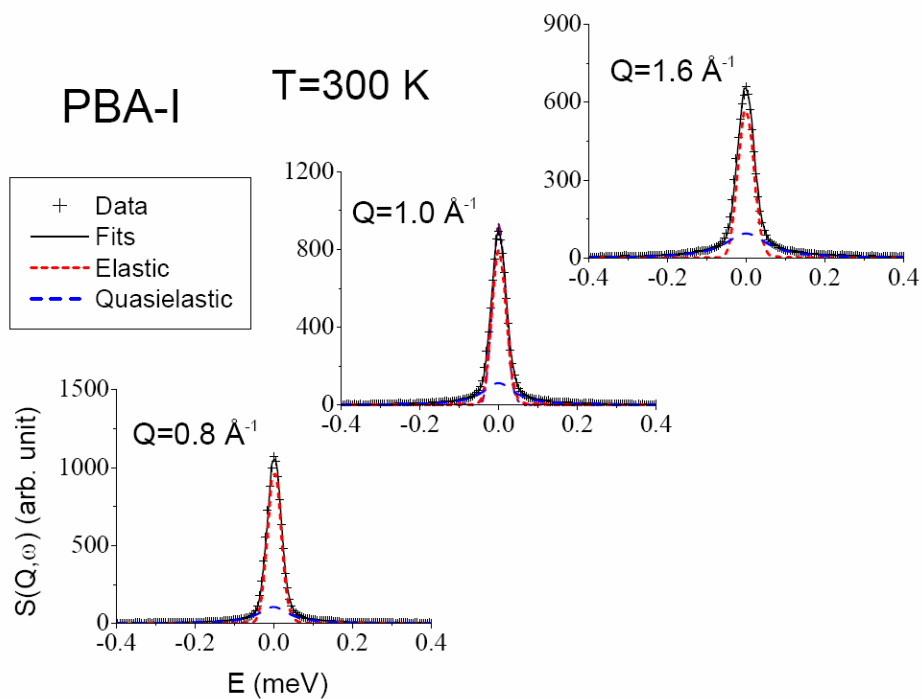 PBA-I
T=300 K
Data
Fits
Elastic
Quasielastic
Q=1.6 Å-1
900
600
300
0
-0.4 -0.2 0.0 0.2 0.4
Q=1.0 Å-1
1200
800
400
0
-0.4 -0.2 0.0 0.2 0.4
Q=0.8 Å-1
1500
1000
500
0
-0.4 -0.2 0.0 0.2 0.4
S(Q,ω) (arb. unit)
E (meV)